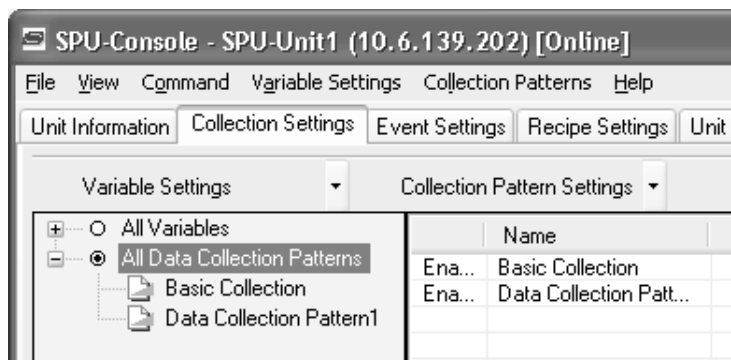 SPU-Console - SPU-Unit1 (10.6.139.202) [Online]
File View Command Variable Settings Collection Patterns Help
Unit Information Collection Settings Event Settings Recipe Settings Unit
Variable Settings Collection Pattern Settings
All Variables
All Data Collection Patterns
Basic Collection
Data Collection Pattern1
Name
Ena... Basic Collection
Ena... Data Collection Patt...